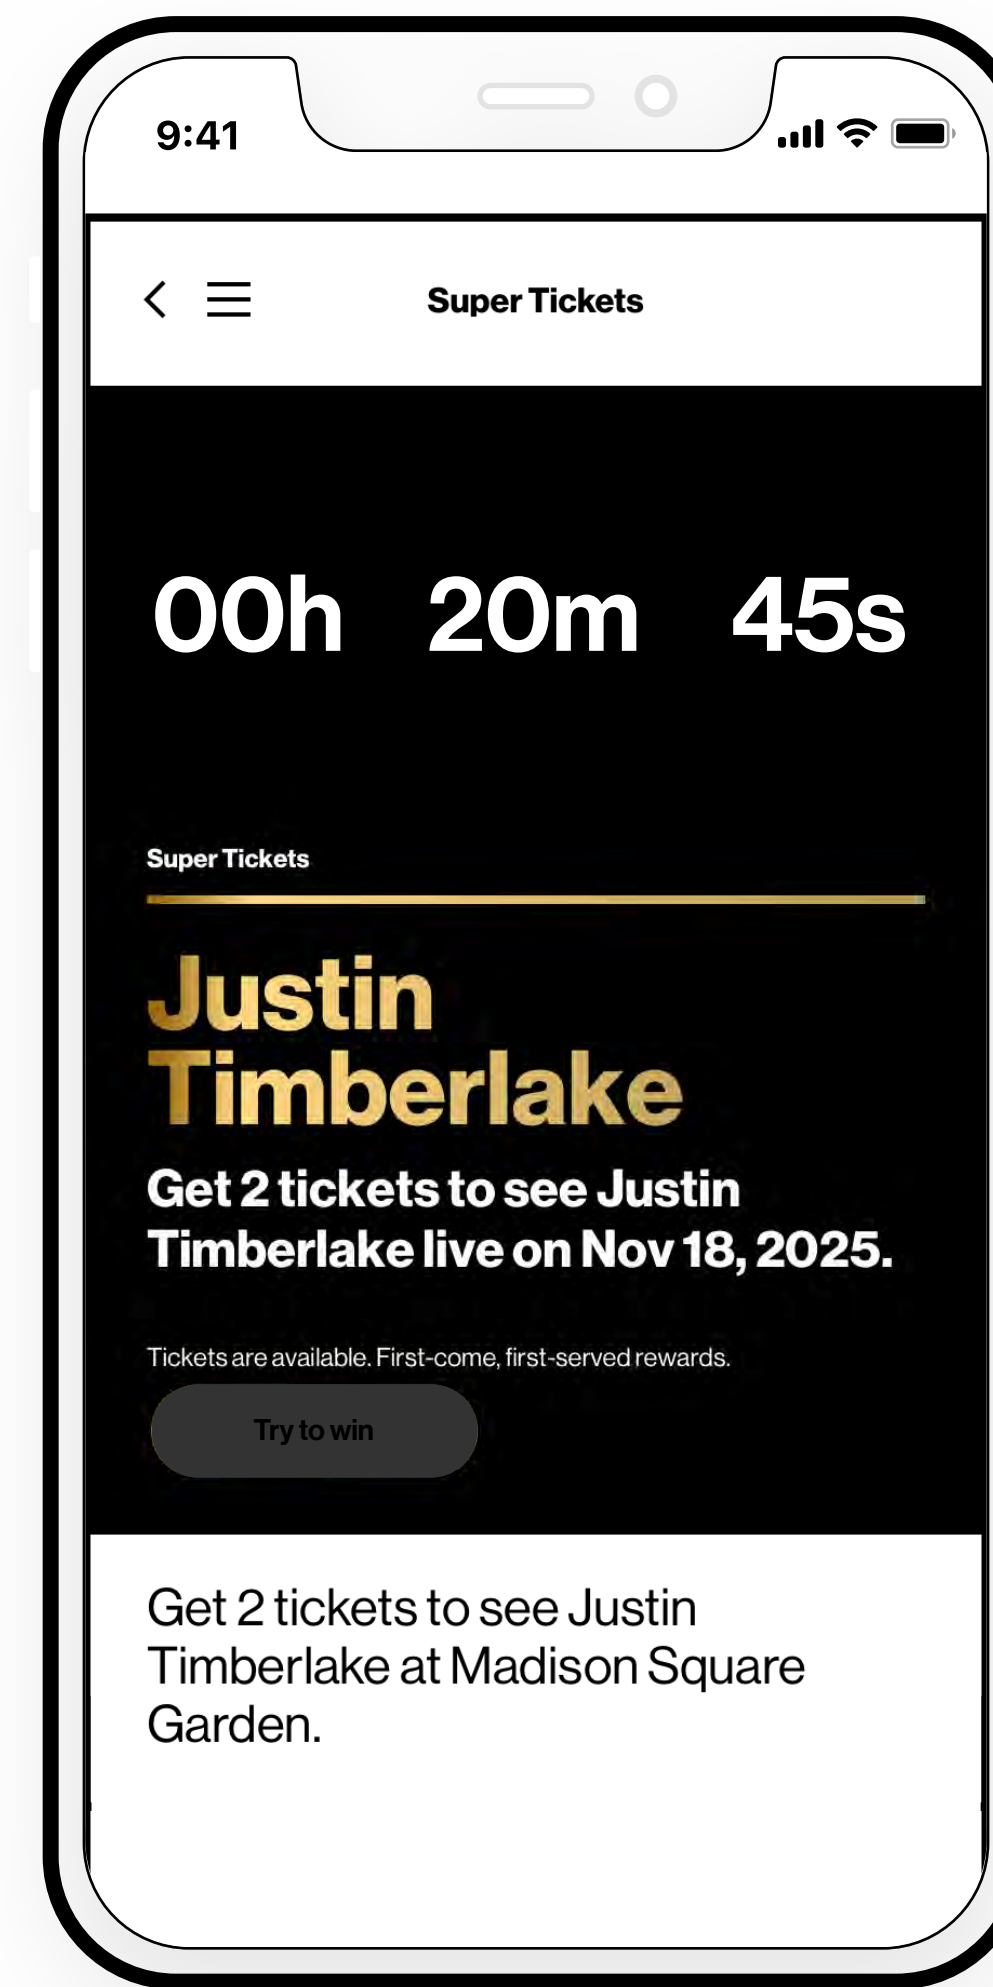 9:41
Super Tickets
00h 20m 45s
Super Tickets
Justin
Timberlake
Get 2 tickets to see Justin
Timberlake live on Nov 18, 2025.
Tickets are available. First-come, first-served rewards.
Try to win
Get 2 tickets to see Justin
Timberlake at Madison Square
Garden.